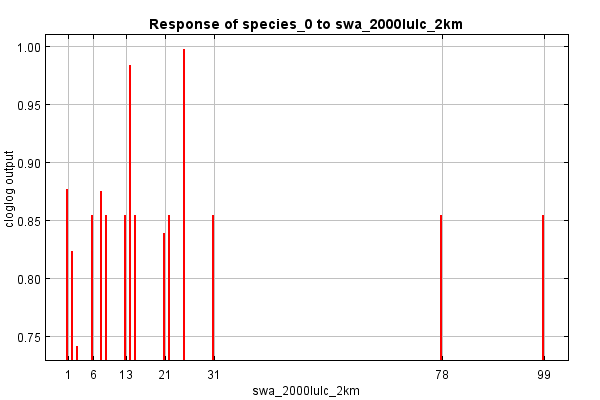 Response of species_0 to swa_2000lulc_2km
1.00
0.95
0.90
0.85
0.80
0.75
cloglog output
1 6 13 21 31 78 99
swa_2000lulc_2km